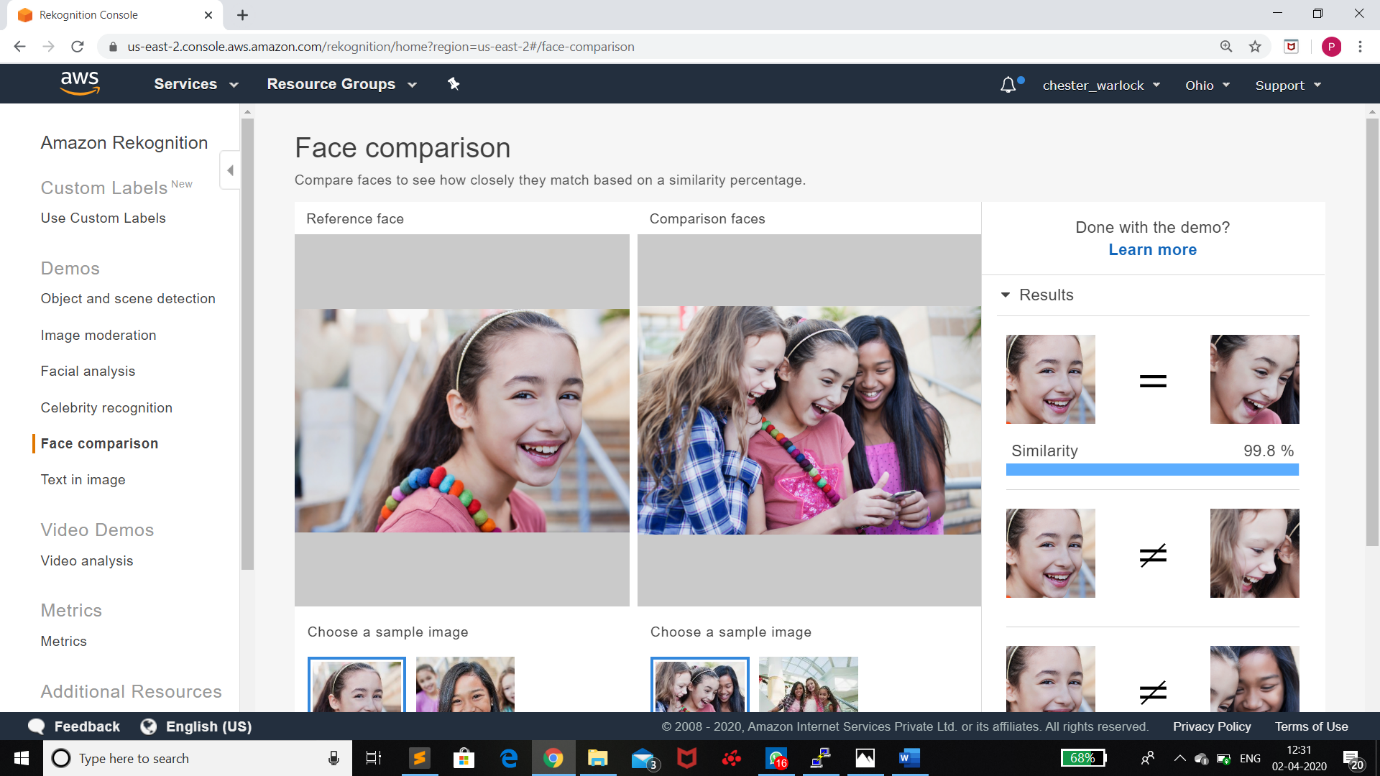 Rekognition Console
us-east-2.console.aws.amazon.com/rekognition/home?region=us-east-2#/face-comparison
P
aws
Services
Resource Groups
chester_warlock
Ohio
Support
Amazon Rekognition
Custom Labels New
Use Custom Labels
Demos
Object and scene detection
Image moderation
Facial analysis
Celebrity recognition
Face comparison
Text in image
Video Demos
Video analysis
Metrics
Metrics
Additional Resources
Face comparison
Compare faces to see how closely they match based on a similarity percentage.
Reference face
Comparison faces
Choose a sample image
Choose a sample image
Done with the demo?
Learn more
Results
=
Similarity 99.8 %
≠
≠
Feedback
English (US)
© 2008 - 2020, Amazon Internet Services Private Ltd. or its affiliates. All rights reserved.
Privacy Policy
Terms of Use
Type here to search
3
16
68%
ENG
12:31
02-04-2020
20